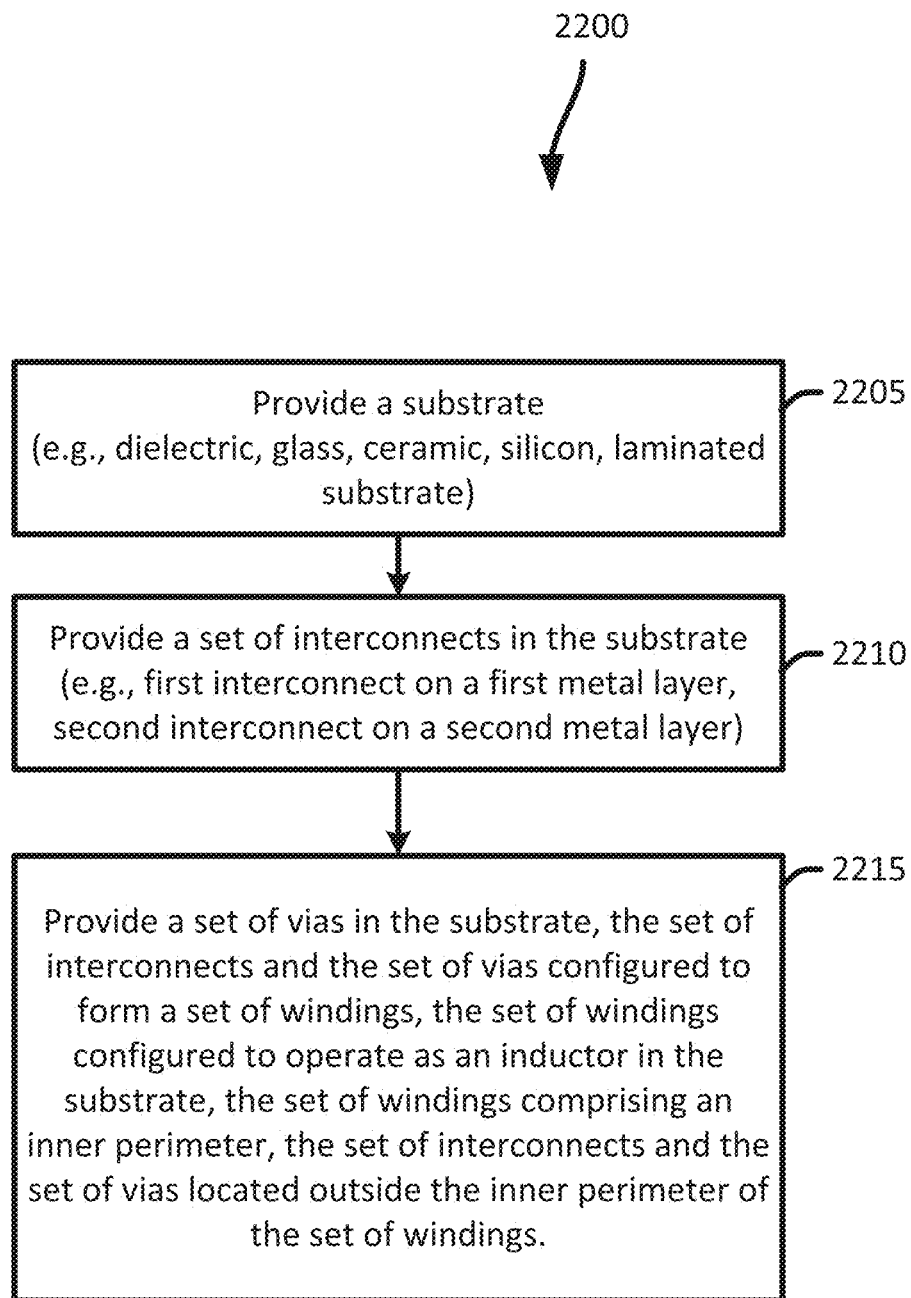 2200
Provide a substrate
(e.g., dielectric, glass, ceramic, silicon, laminated
substrate)
2205
Provide a set of interconnects in the substrate
(e.g., first interconnect on a first metal layer,
second interconnect on a second metal layer)
2210
Provide a set of vias in the substrate, the set of
interconnects and the set of vias configured to
form a set of windings, the set of windings
configured to operate as an inductor in the
substrate, the set of windings comprising an
inner perimeter, the set of interconnects and the
set of vias located outside the inner perimeter of
the set of windings.
2215